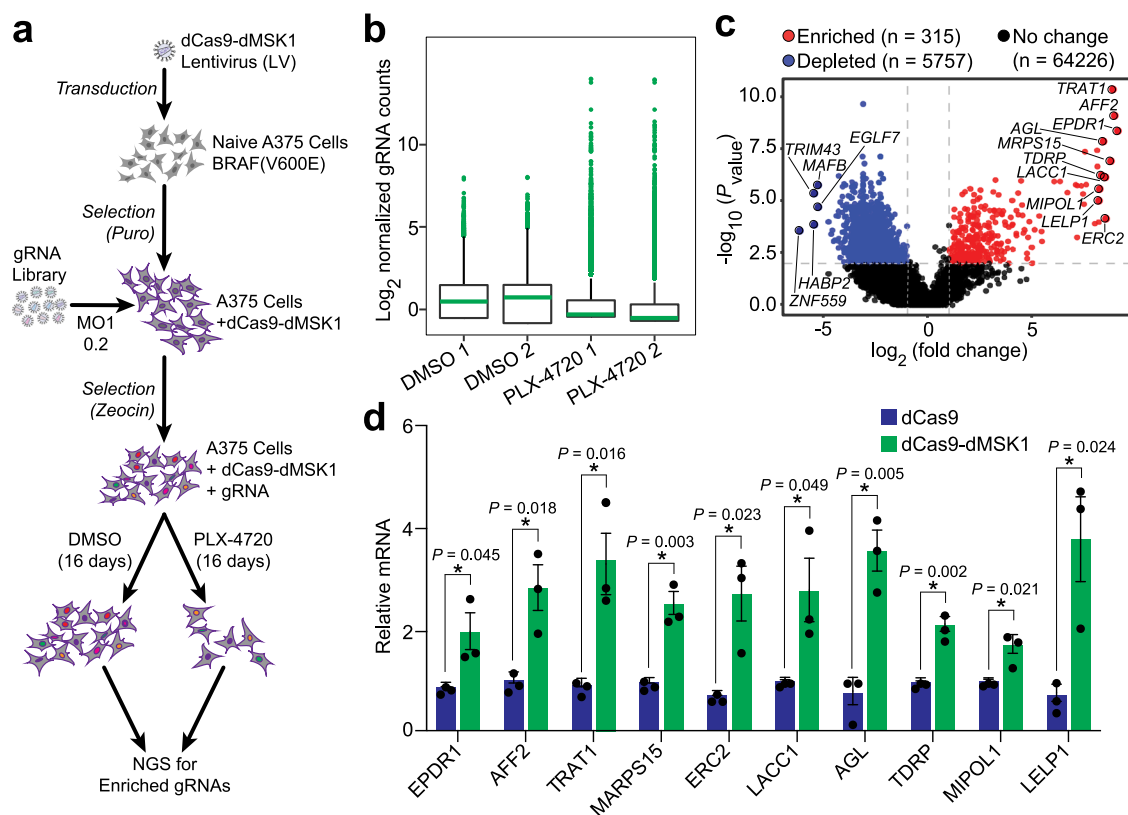 a
dCas9-dMSK1
Lentivirus (LV)
Transduction
Naive A375 Cells
BRAF(V600E)
Selection
(Puro)
gRNA
Library
MO1
0.2
A375 Cells
+dCas9-dMSK1
Selection
(Zeocin)
A375 Cells
+ dCas9-dMSK1
+ gRNA
DMSO
(16 days)
PLX-4720
(16 days)
NGS for
Enriched gRNAs
b
Log2 normalized gRNA counts
10
5
0
DMSO 1
DMSO 2
PLX-4720 1
PLX-4720 2
c
Enriched (n = 315)
Depleted (n = 5757)
No change
(n = 64226)
-log10 (Pvalue)
10.0
7.5
5.0
2.5
0.0
TRAT1
AFF2
EPDR1
AGL
MRPS15
TDRP
LACC1
MIPOL1
LELP1
ERC2
EGLF7
TRIM43
MAFB
HABP2
ZNF559
-5
0
5
log2 (fold change)
d
dCas9
dCas9-dMSK1
Relative mRNA
6
4
2
0
P = 0.045
*
P = 0.018
*
P = 0.016
*
P = 0.003
*
P = 0.023
*
P = 0.049
*
P = 0.005
*
P = 0.002
*
P = 0.021
*
P = 0.024
*
EPDR1
AFF2
TRAT1
MARPS15
ERC2
LACC1
AGL
TDRP
MIPOL1
LELP1